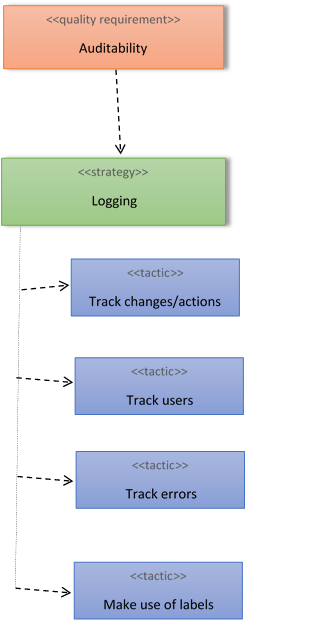 <<quality requirement>>
Auditability
<<strategy>>
Logging
<<tactic>>
Track changes/actions
<<tactic>>
Track users
<<tactic>>
Track errors
<<tactic>>
Make use of labels